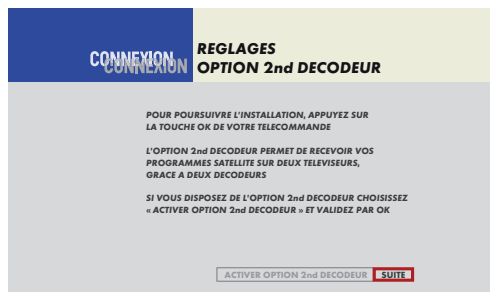 CONNEXION
CONNEXION
REGLAGES
OPTION 2nd DECODEUR
POUR POURSUIVRE L'INSTALLATION, APPUYEZ SUR
LA TOUCHE OK DE VOTRE TELECOMMANDE
L'OPTION 2nd DECODEUR PERMET DE RECEVOIR VOS
PROGRAMMES SATELLITE SUR DEUX TELEVISEURS,
GRACE A DEUX DECODEURS
SI VOUS DISPOSEZ DE L'OPTION 2nd DECODEUR CHOISISSEZ
« ACTIVER OPTION 2nd DECODEUR » ET VALIDEZ PAR OK
ACTIVER OPTION 2nd DECODEUR SUITE